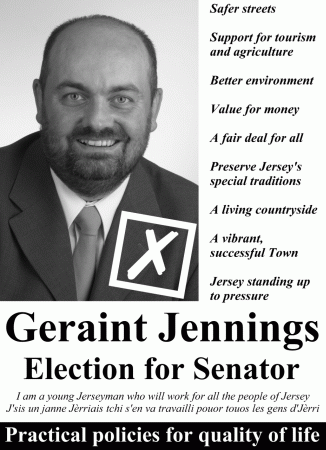 Safer streets
Support for tourism
and agriculture
Better environment
Value for money
A fair deal for all
Preserve Jersey's
special traditions
A living countryside
A vibrant,
successful Town
Jersey standing up
to pressure
X
Geraint Jennings
Election for Senator
I am a young Jerseyman who will work for all the people of Jersey
J'sis un janne Jèrriais tchi s'en va travailli pouor touos les gens d'Jèrri
Practical policies for quality of life